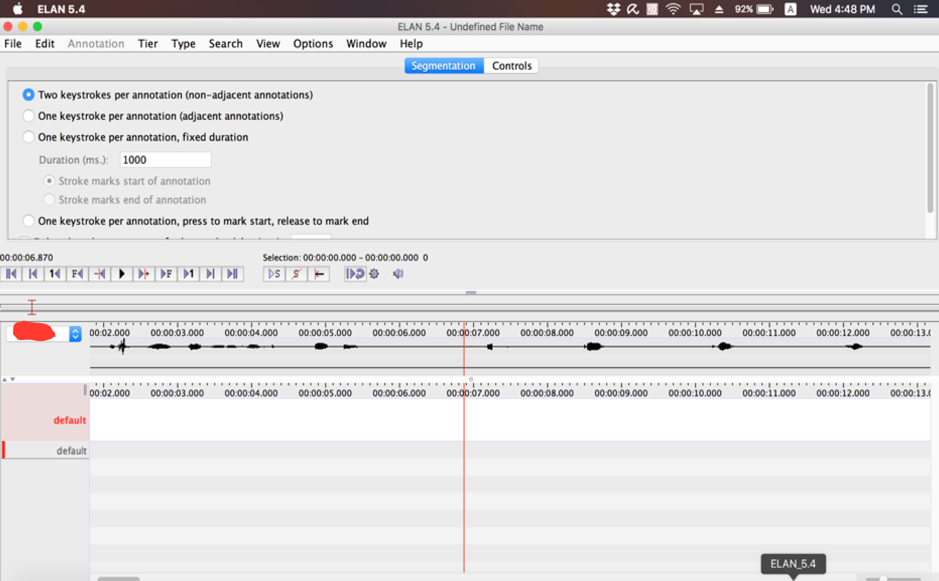 ELAN 5.4 92% A Wed 4:48 PM
ELAN 5.4 - Undefined File Name
File Edit Annotation Tier Type Search View Options Window Help
Segmentation Controls
Two keystrokes per annotation (non-adjacent annotations)
One keystroke per annotation (adjacent annotations)
One keystroke per annotation, fixed duration
Duration (ms.): 1000
Stroke marks start of annotation
Stroke marks end of annotation
One keystroke per annotation, press to mark start, release to mark end
00:00:06.870 Selection: 00:00:00.000 - 00:00:00.000 0
1 F F 1 S S
00:02.000 00:00:03.000 00:00:04.000 00:00:05.000 00:00:06.000 00:00:07.000 00:00:08.000 00:00:09.000 00:00:10.000 00:00:11.000 00:00:12.000 00:00:13.0
00:02.000 00:00:03.000 00:00:04.000 00:00:05.000 00:00:06.000 00:00:07.000 00:00:08.000 00:00:09.000 00:00:10.000 00:00:11.000 00:00:12.000 00:00:13.0
default
default
ELAN_5.4